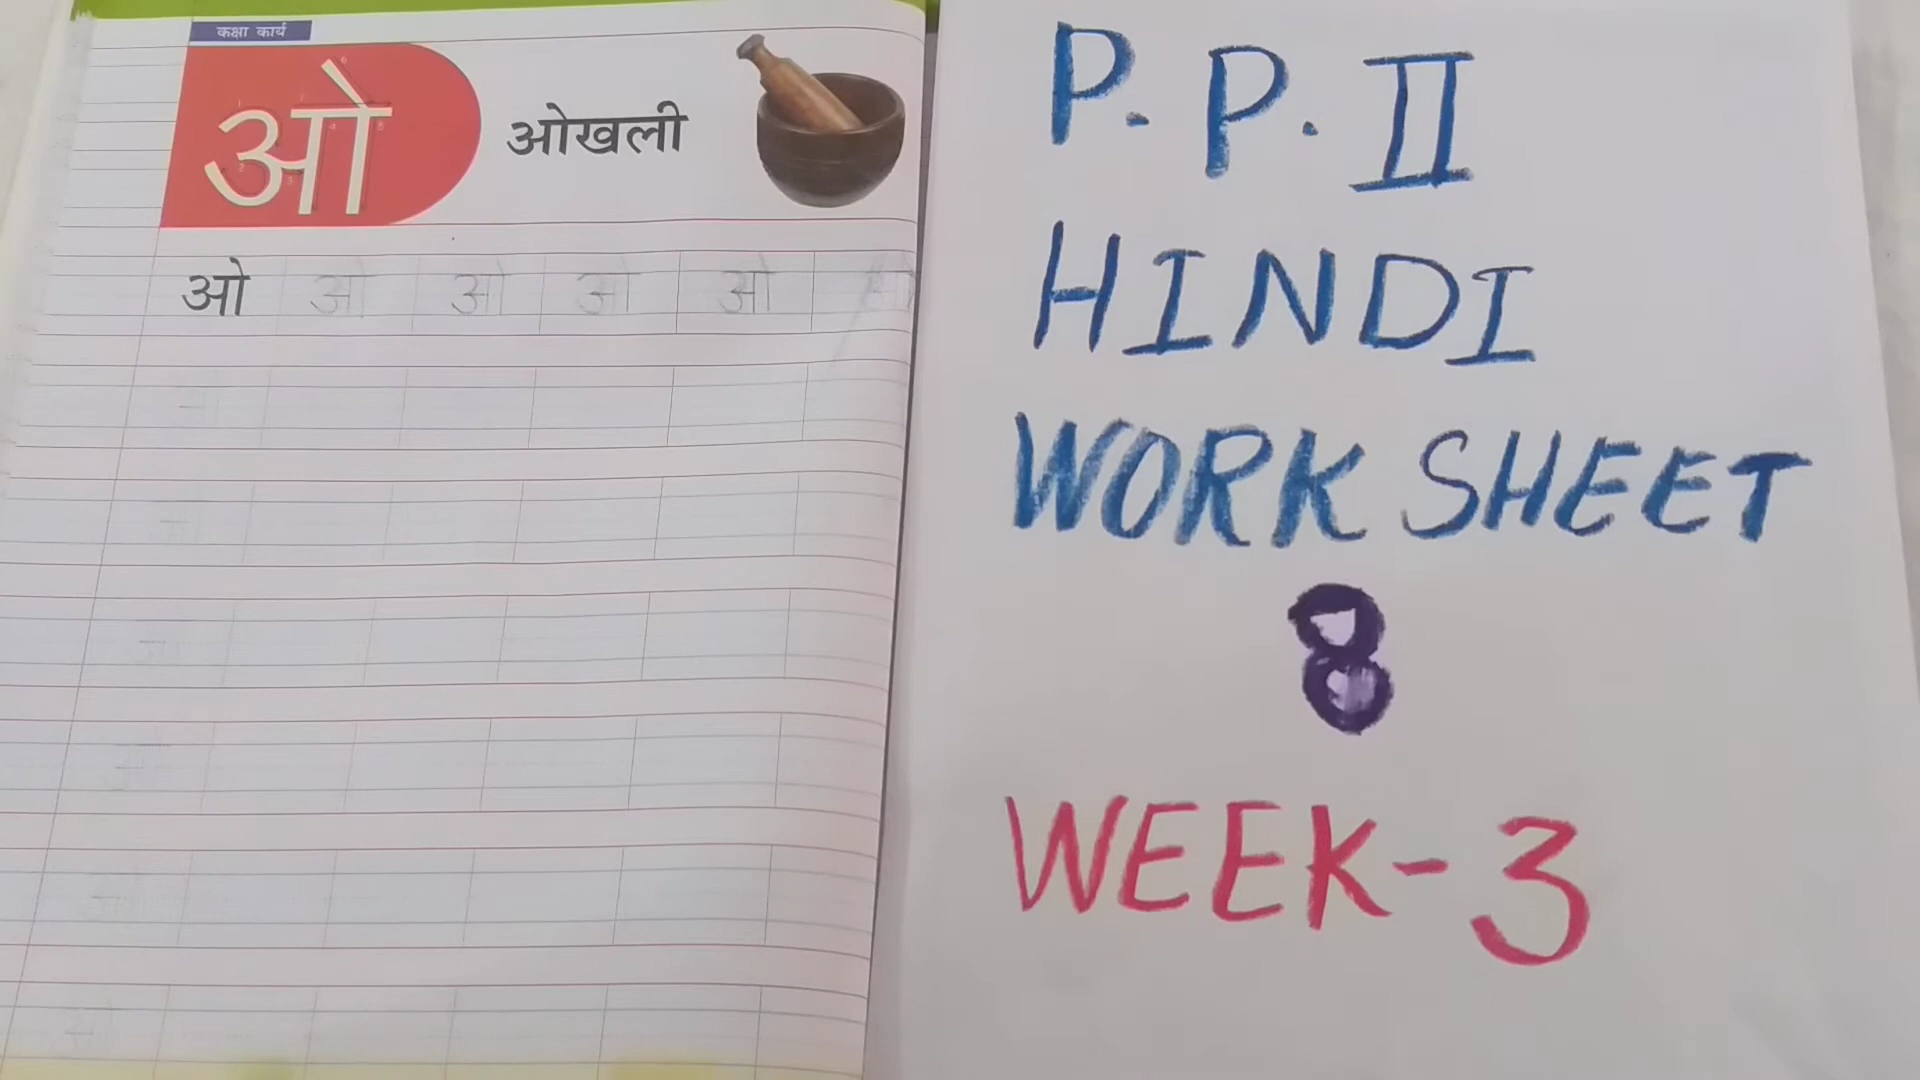 कक्षा कार्य
ओ
ओखली
ओ ओ ओ ओ ओ ओ
P. P. II
HINDI
WORK SHEET
8
WEEK-3